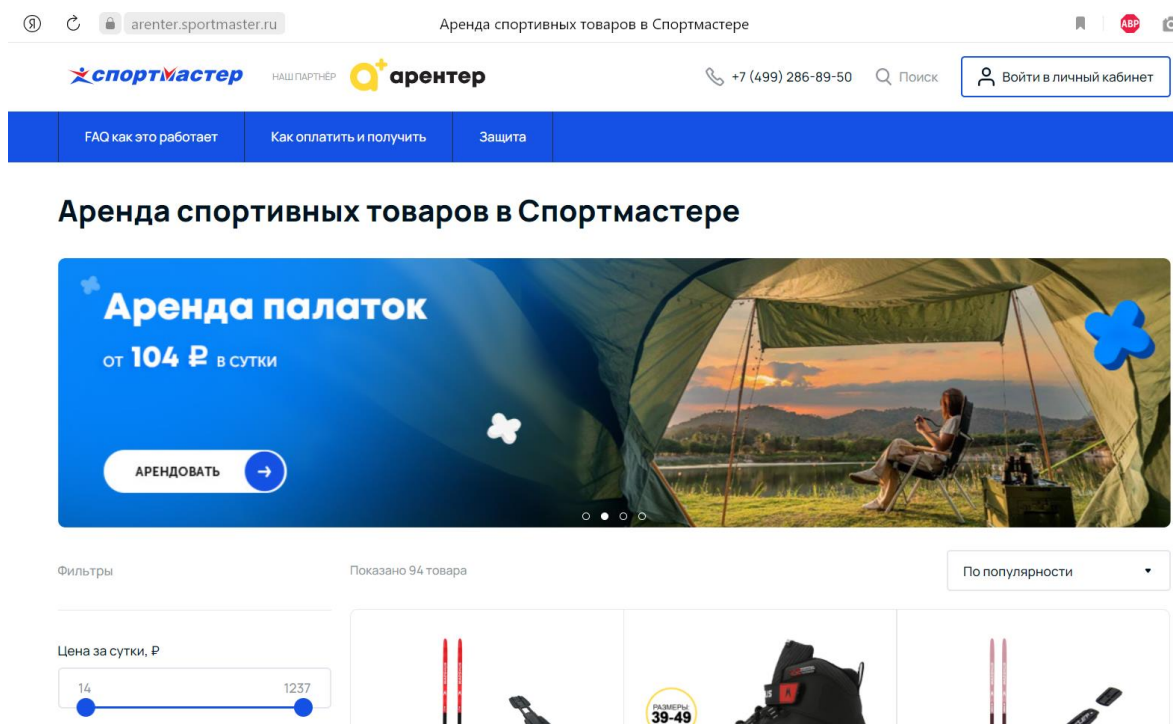 arenter.sportmaster.ru
Аренда спортивных товаров в Спортмастере
ABP
спортмастер
НАШ ПАРТНЁР
арентер
+7 (499) 286-89-50
Поиск
Войти в личный кабинет
FAQ как это работает
Как оплатить и получить
Защита
Аренда спортивных товаров в Спортмастере
Аренда палаток
от 104 ₽ в сутки
АРЕНДОВАТЬ
Фильтры
Показано 94 товара
По популярности
Цена за сутки, ₽
14
1237
РАЗМЕРЫ:
39-49